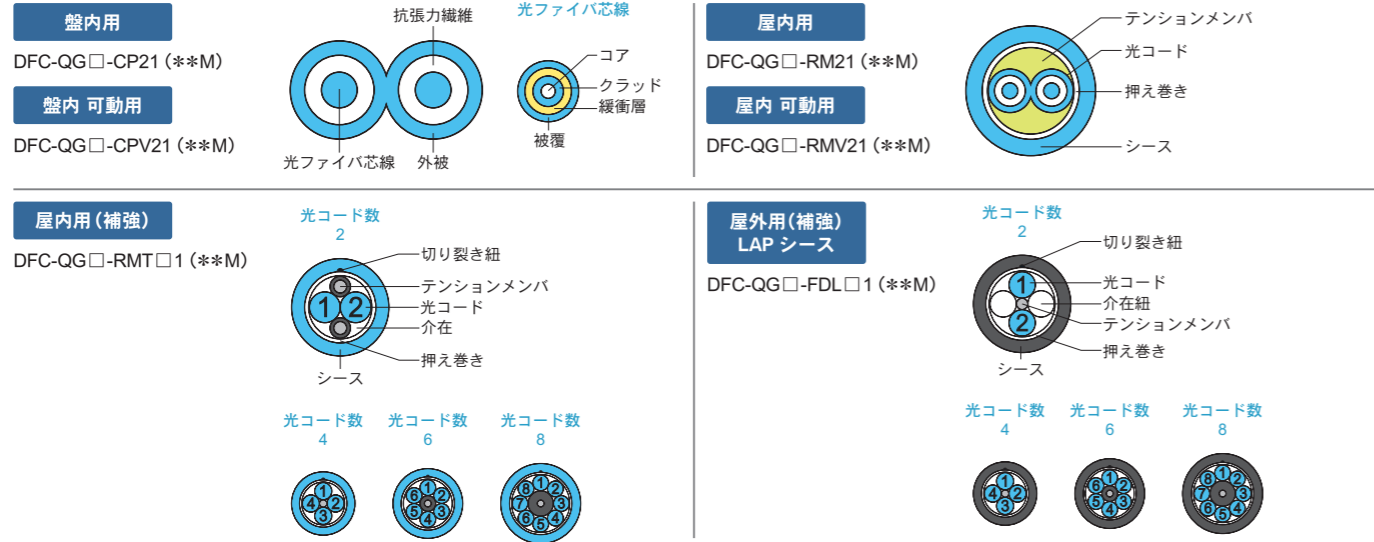 盤内用
DFC-QG□-CP21 (**M)
盤内 可動用
DFC-QG□-CPV21 (**M)
抗張力繊維
光ファイバ芯線
外被
光ファイバ芯線
コア
クラッド
緩衝層
被覆
屋内用
DFC-QG□-RM21 (**M)
屋内 可動用
DFC-QG□-RMV21 (**M)
テンションメンバ
光コード
押え巻き
シース
屋内用(補強)
DFC-QG□-RMT□1 (**M)
光コード数
2
切り裂き紐
テンションメンバ
光コード
介在
押え巻き
シース
1 2
光コード数
4
光コード数
6
光コード数
8
1
2
3
4
1
2
3
4
5
6
1
2
3
4
5
6
7
8
屋外用(補強)
LAP シース
DFC-QG□-FDL□1 (**M)
光コード数
2
切り裂き紐
光コード
介在紐
テンションメンバ
押え巻き
シース
1
2
光コード数
4
光コード数
6
光コード数
8
1
2
3
4
1
2
3
4
5
6
1
2
3
4
5
6
7
8